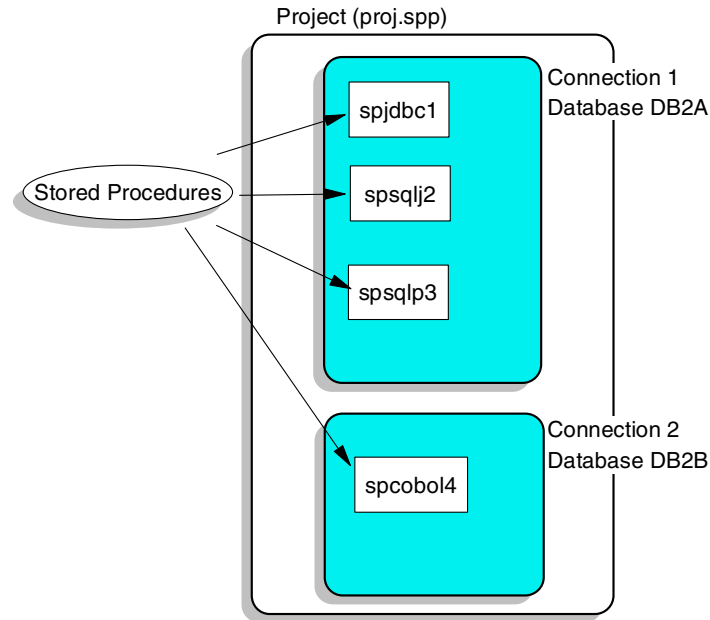 Project (proj.spp)
Connection 1
Database DB2A
spjdbc1
Stored Procedures
spsqlj2
spsqlp3
Connection 2
Database DB2B
spcobol4